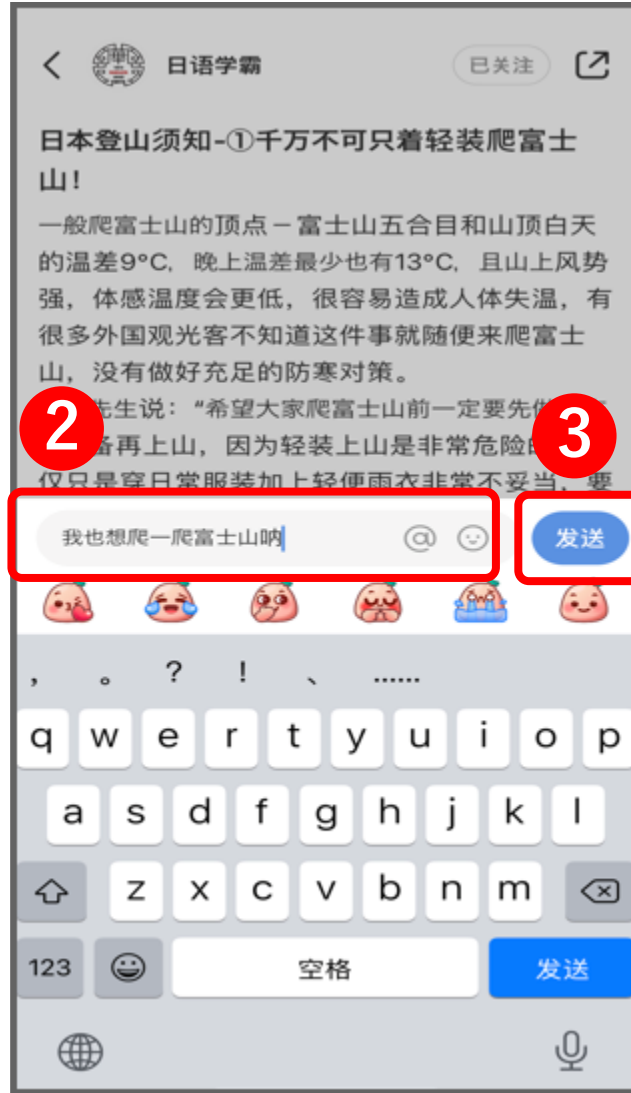 日语学霸
已关注
日本登山须知-①千万不可只着轻装爬富士
山!
一般爬富士山的顶点 – 富士山五合目和山顶白天
的温差9°C, 晚上温差最少也有13°C, 且山上风势
强, 体感温度会更低, 很容易造成人体失温, 有
很多外国观光客不知道这件事就随便来爬富士
山, 没有做好充足的防寒对策。
先生说: “希望大家爬富士山前一定要先做
备再上山, 因为轻装上山是非常危险的
仅只是穿日常服装加上轻便雨衣非常不妥当, 要
2
3
我也想爬一爬富士山呐
@
发送
, 。 ? ! 、 ......
q w e r t y u i o p
a s d f g h j k l
z x c v b n m
123
空格
发送